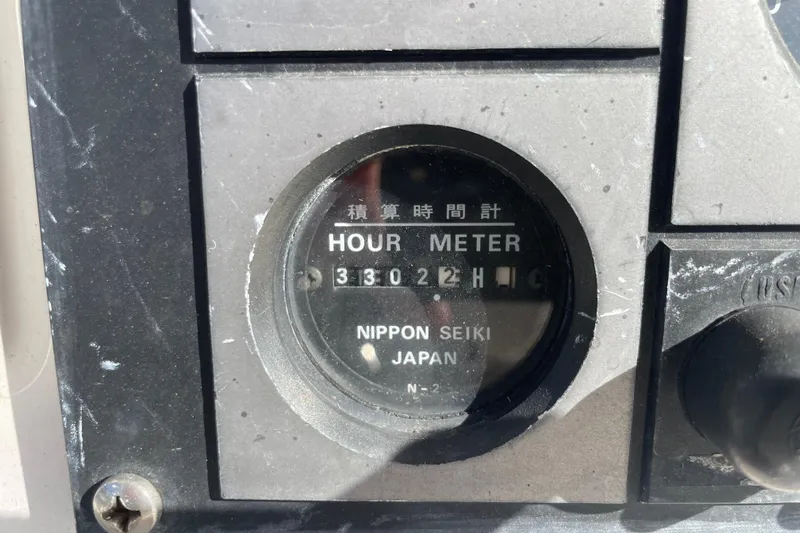 積算時間計
HOUR METER
33022H
NIPPON SEIKI
JAPAN
N-2